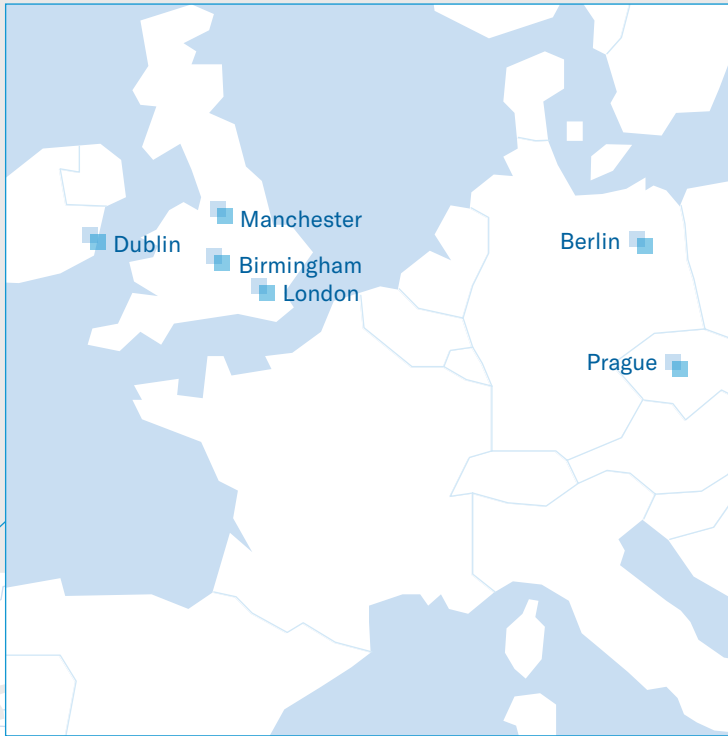 Manchester
Dublin
Birmingham
London
Berlin
Prague